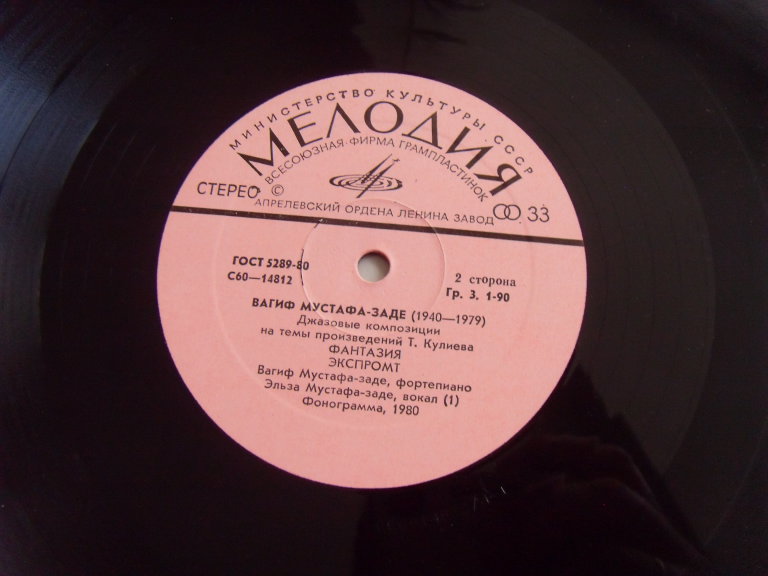 МИНИСТЕРСТВО КУЛЬТУРЫ СССР
МЕЛОДИЯ
ВСЕСОЮЗНАЯ ФИРМА ГРАМПЛАСТИНОК
СТЕРЕО © 33
АПРЕЛЕВСКИЙ ОРДЕНА ЛЕНИНА ЗАВОД
ГОСТ 5289-80
С60—14812
2 сторона
Гр. 3. 1-90
ВАГИФ МУСТАФА-ЗАДЕ (1940—1979)
Джазовые композиции
на темы произведений Т. Кулиева
ФАНТАЗИЯ
ЭКСПРОМТ
Вагиф Мустафа-заде, фортепиано
Эльза Мустафа-заде, вокал (1)
Фонограмма, 1980